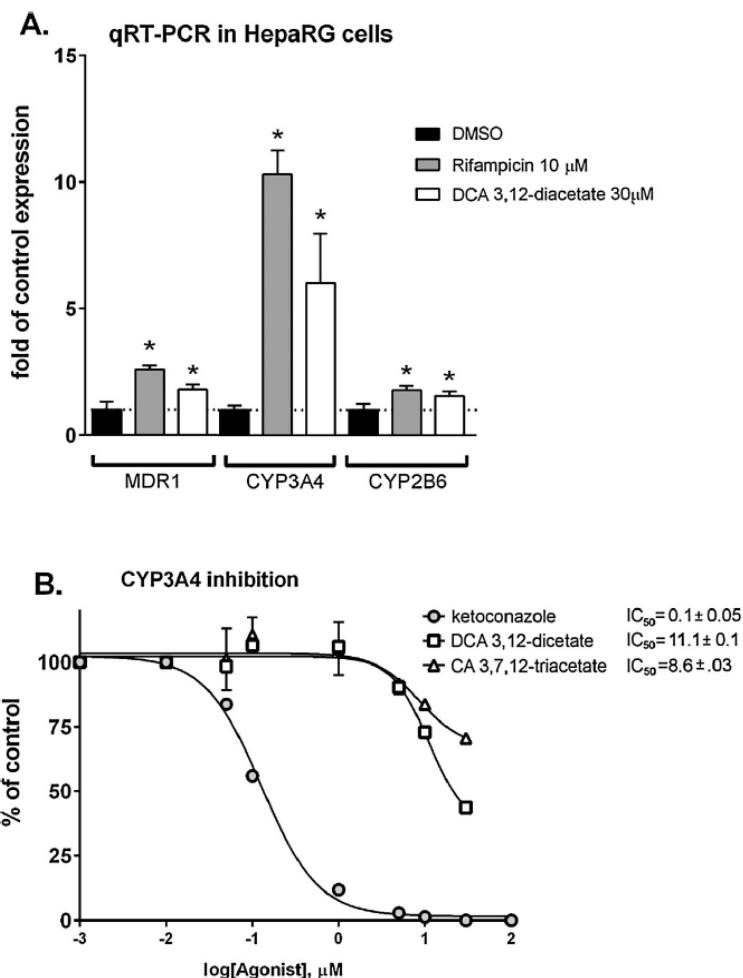 A.
qRT-PCR in HepaRG cells
fold of control expression
15
10
5
0
DMSO
Rifampicin 10 μM
DCA 3,12-diacetate 30μM
*
*
*
*
*
*
MDR1
CYP3A4
CYP2B6
B.
CYP3A4 inhibition
ketoconazole IC50= 0.1± 0.05
DCA 3,12-dicetate IC50= 11.1± 0.1
CA 3,7,12-triacetate IC50=8.6±.03
% of control
100
75
50
25
0
-3 -2 -1 0 1 2
log[Agonist], μM